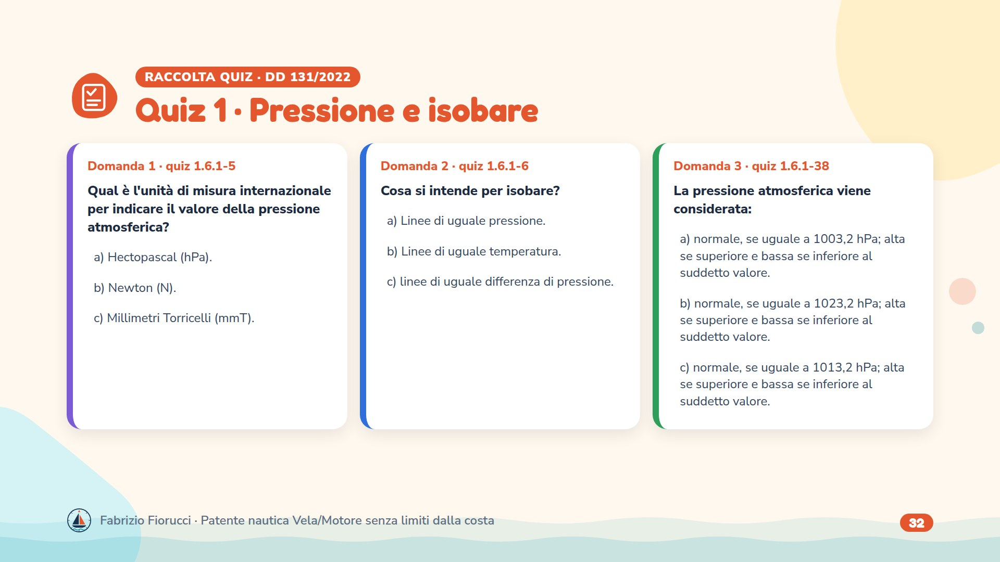 RACCOLTA QUIZ · DD 131/2022
Quiz 1 · Pressione e isobare
Domanda 1 · quiz 1.6.1-5
Qual è l'unità di misura internazionale
per indicare il valore della pressione
atmosferica?
a) Hectopascal (hPa).
b) Newton (N).
c) Millimetri Torricelli (mmT).
Domanda 2 · quiz 1.6.1-6
Cosa si intende per isobare?
a) Linee di uguale pressione.
b) Linee di uguale temperatura.
c) linee di uguale differenza di pressione.
Domanda 3 · quiz 1.6.1-38
La pressione atmosferica viene
considerata:
a) normale, se uguale a 1003,2 hPa; alta
se superiore e bassa se inferiore al
suddetto valore.
b) normale, se uguale a 1023,2 hPa; alta
se superiore e bassa se inferiore al
suddetto valore.
c) normale, se uguale a 1013,2 hPa; alta
se superiore e bassa se inferiore al
suddetto valore.
Fabrizio Fiorucci · Patente nautica Vela/Motore senza limiti dalla costa
32